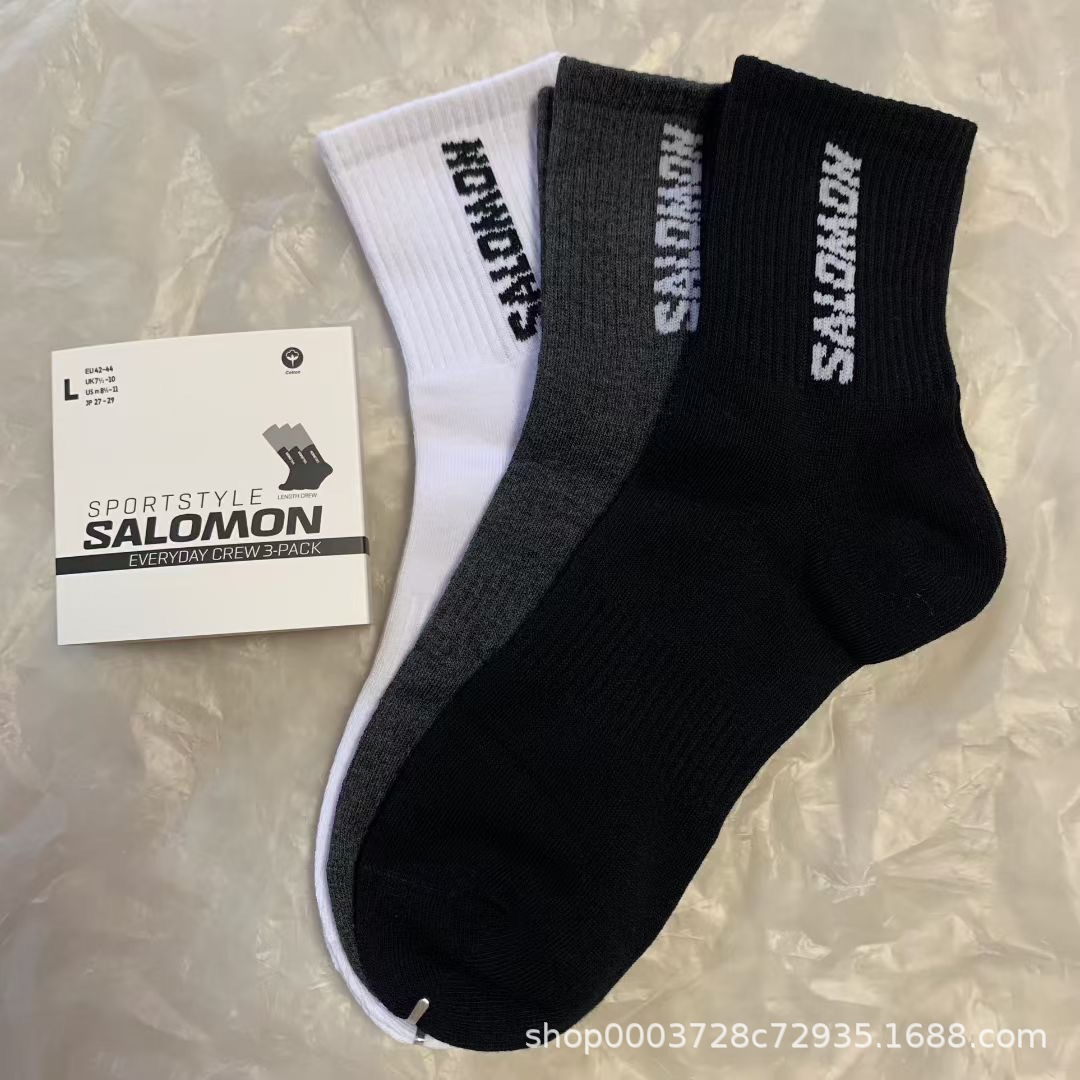 SALOMON
SALOMON
SALOMON
L
EU 42-44
UK 7½-10
US m 8½-11
JP 27-29
Cotton
LENGTH CREW
SPORTSTYLE
SALOMON
EVERYDAY CREW 3-PACK
shop0003728c72935.1688.com